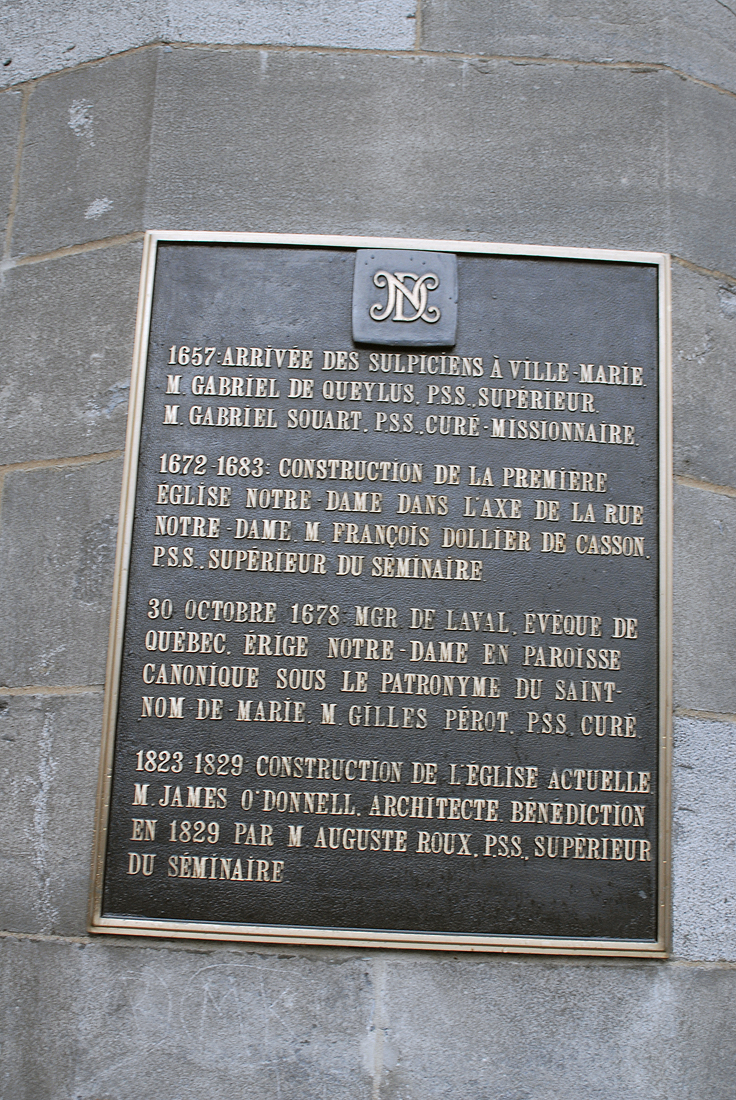 ND
1657: ARRIVÉE DES SULPICIENS À VILLE-MARIE.
M. GABRIEL DE QUEYLUS, P.S.S., SUPÉRIEUR.
M. GABRIEL SOUART, P.S.S., CURÉ-MISSIONNAIRE.
1672-1683: CONSTRUCTION DE LA PREMIÈRE
ÉGLISE NOTRE-DAME DANS L'AXE DE LA RUE
NOTRE-DAME. M. FRANÇOIS DOLLIER DE CASSON,
P.S.S., SUPÉRIEUR DU SÉMINAIRE
30 OCTOBRE 1678: MGR DE LAVAL, ÉVÊQUE DE
QUÉBEC, ÉRIGE NOTRE-DAME EN PAROISSE
CANONIQUE SOUS LE PATRONYME DU SAINT-
NOM-DE-MARIE. M. GILLES PÉROT, P.S.S. CURÉ.
1823-1829: CONSTRUCTION DE L'ÉGLISE ACTUELLE
M. JAMES O'DONNELL, ARCHITECTE. BÉNÉDICTION
EN 1829 PAR M. AUGUSTE ROUX, P.S.S., SUPÉRIEUR
DU SÉMINAIRE